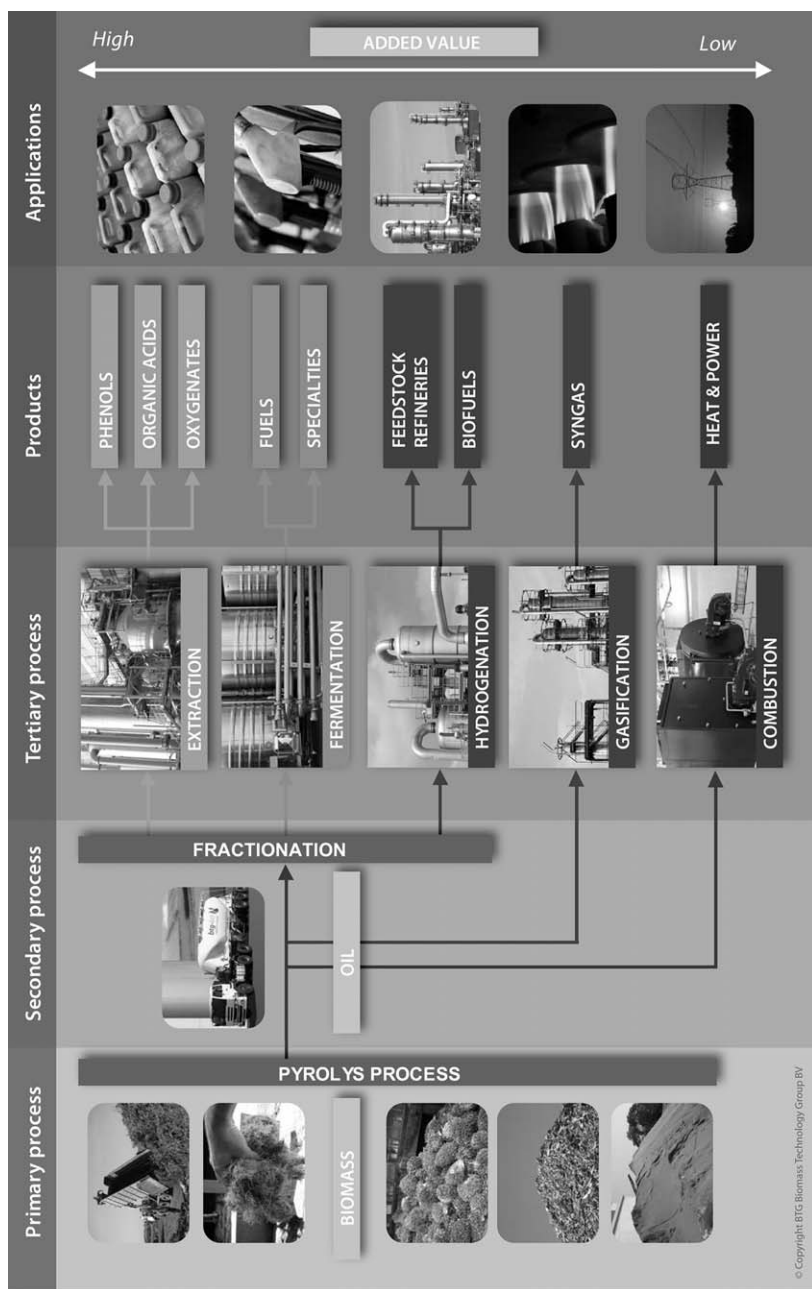 Primary process
Secondary process
Tertiary process
Products
Applications
High
ADDED VALUE
Low
BIOMASS
PYROLYS PROCESS
OIL
FRACTIONATION
EXTRACTION
FERMENTATION
HYDROGENATION
GASIFICATION
COMBUSTION
PHENOLS
ORGANIC ACIDS
OXYGENATES
FUELS
SPECIALTIES
FEEDSTOCK
REFINERIES
BIOFUELS
SYNGAS
HEAT & POWER
btg
© Copyright BTG Biomass Technology Group BV